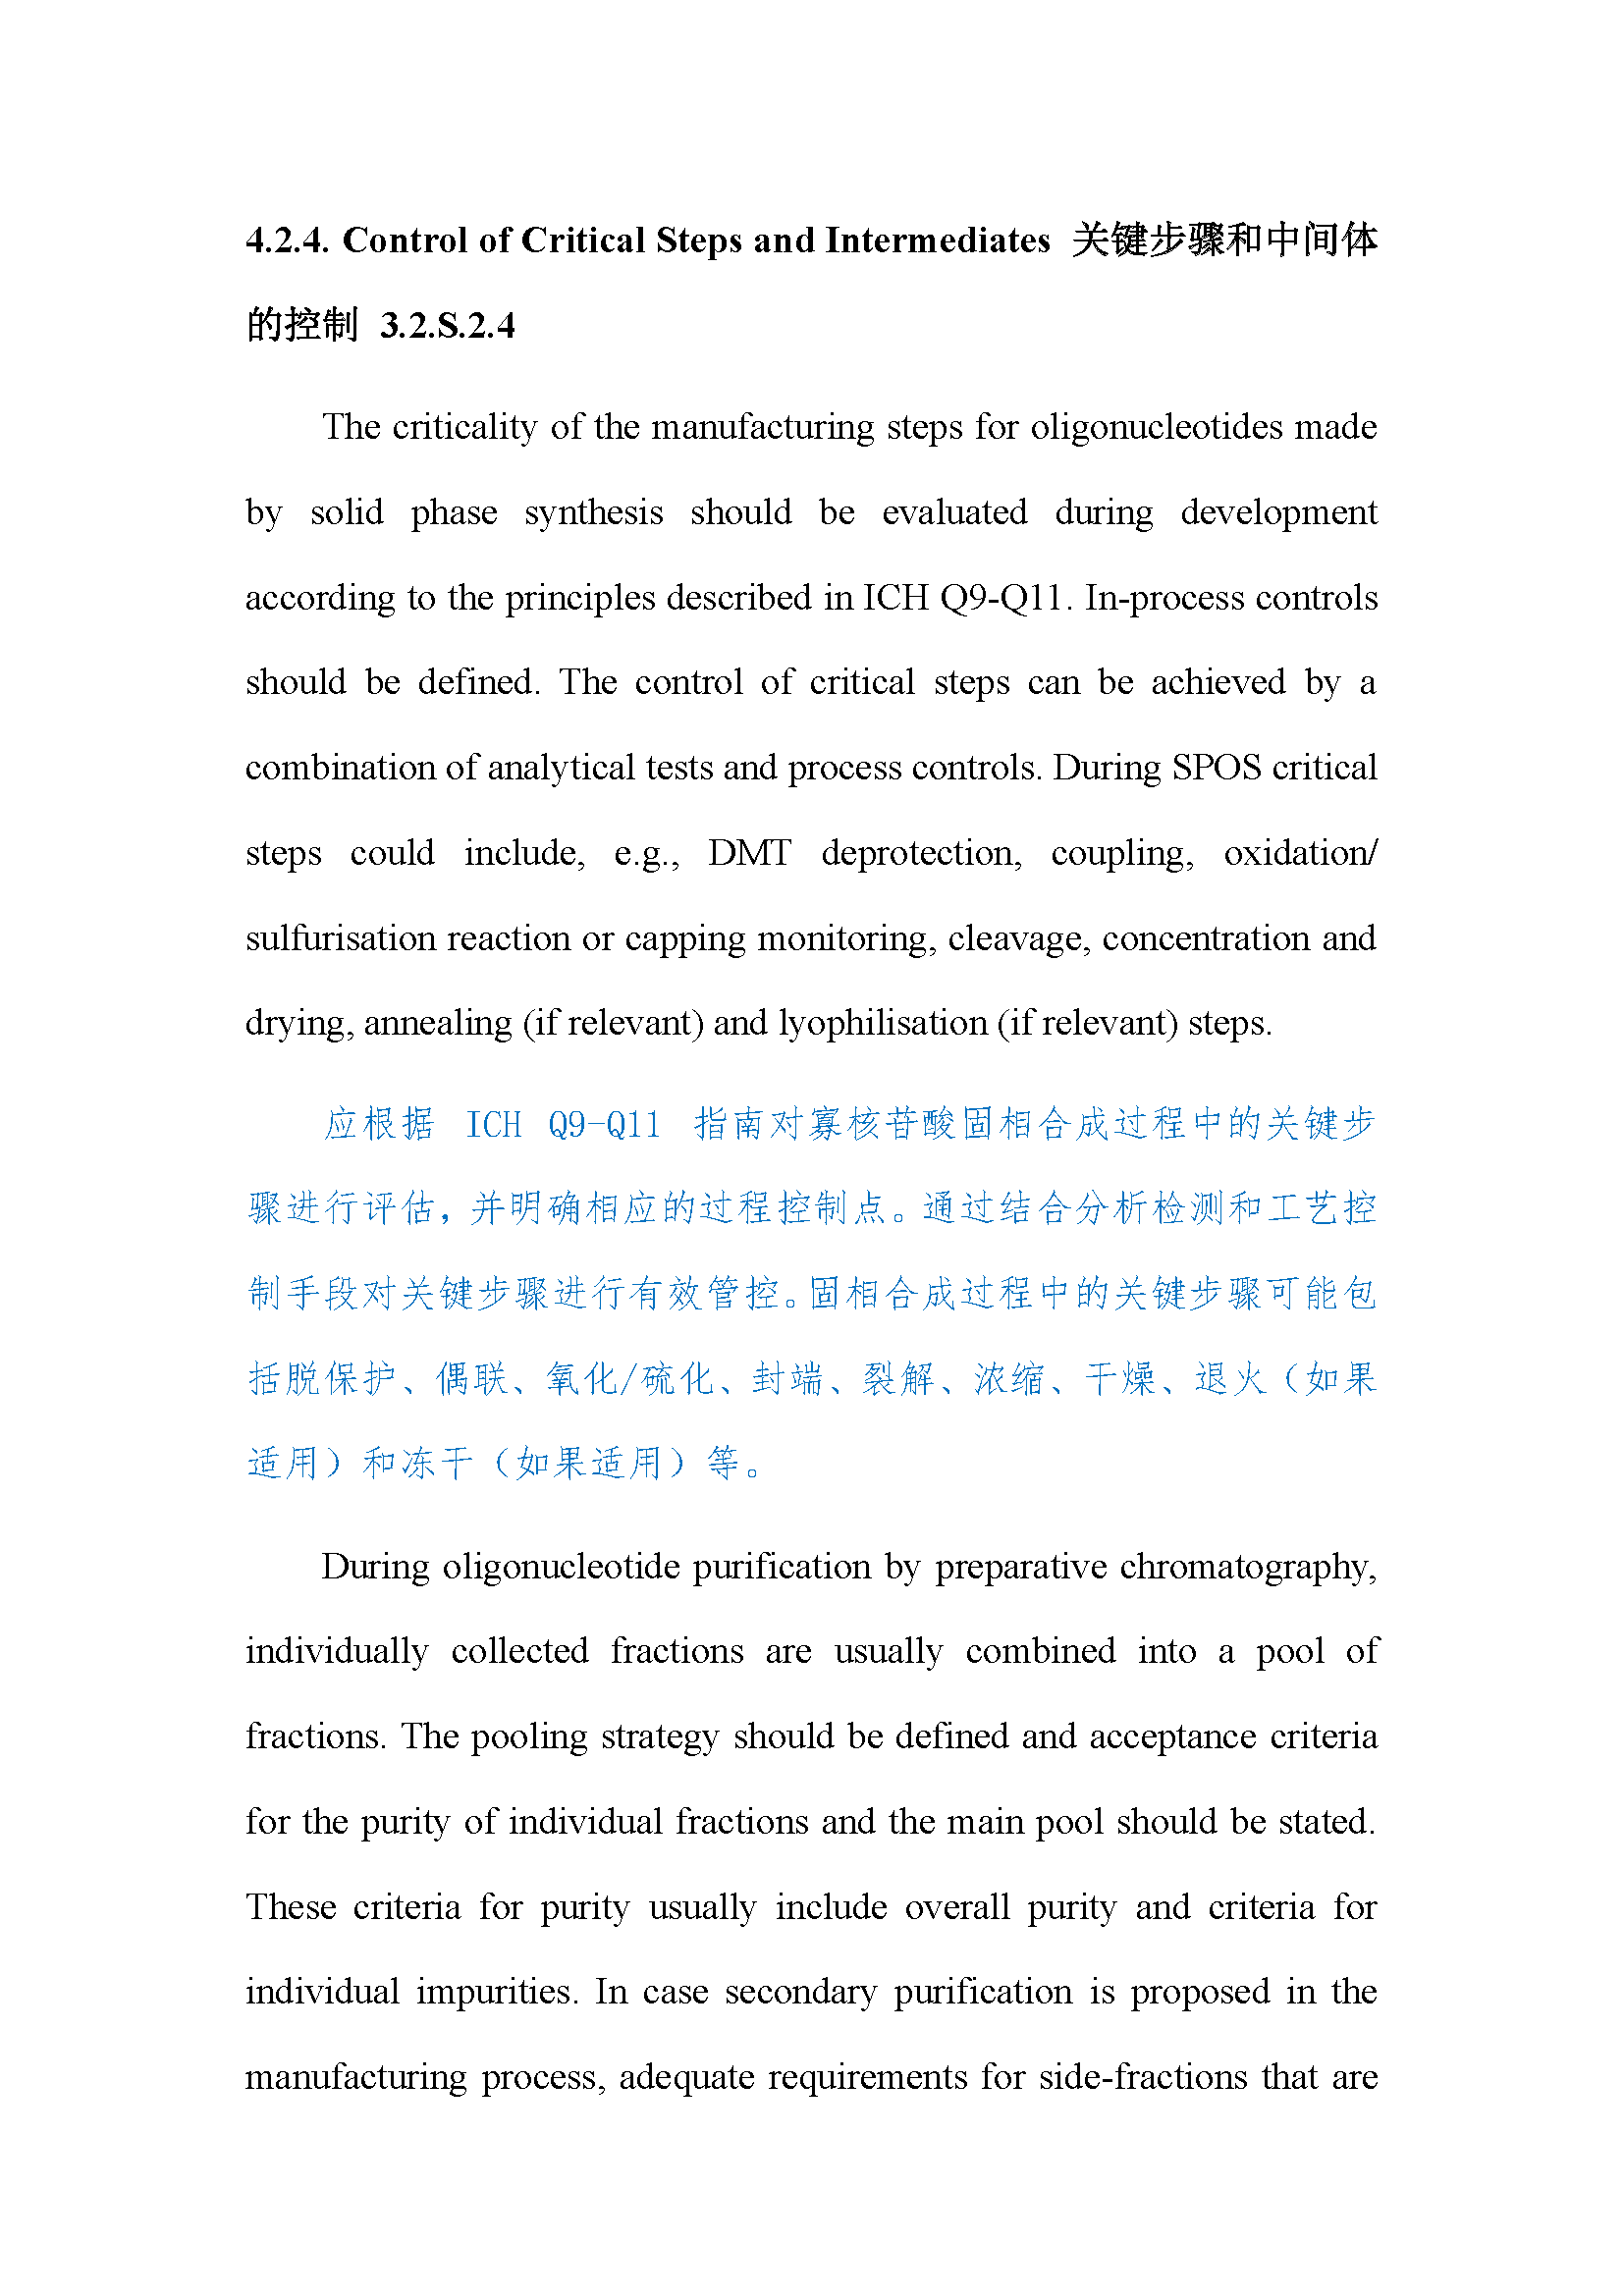 4.2.4. Control of Critical Steps and Intermediates 关键步骤和中间体
的控制 3.2.S.2.4
The criticality of the manufacturing steps for oligonucleotides made
by solid phase synthesis should be evaluated during development
according to the principles described in ICH Q9-Q11. In-process controls
should be defined. The control of critical steps can be achieved by a
combination of analytical tests and process controls. During SPOS critical
steps could include, e.g., DMT deprotection, coupling, oxidation/
sulfurisation reaction or capping monitoring, cleavage, concentration and
drying, annealing (if relevant) and lyophilisation (if relevant) steps.
应根据 ICH Q9-Q11 指南对寡核苷酸固相合成过程中的关键步
骤进行评估，并明确相应的过程控制点。通过结合分析检测和工艺控
制手段对关键步骤进行有效管控。固相合成过程中的关键步骤可能包
括脱保护、偶联、氧化/硫化、封端、裂解、浓缩、干燥、退火（如果
适用）和冻干（如果适用）等。
During oligonucleotide purification by preparative chromatography,
individually collected fractions are usually combined into a pool of
fractions. The pooling strategy should be defined and acceptance criteria
for the purity of individual fractions and the main pool should be stated.
These criteria for purity usually include overall purity and criteria for
individual impurities. In case secondary purification is proposed in the
manufacturing process, adequate requirements for side-fractions that are